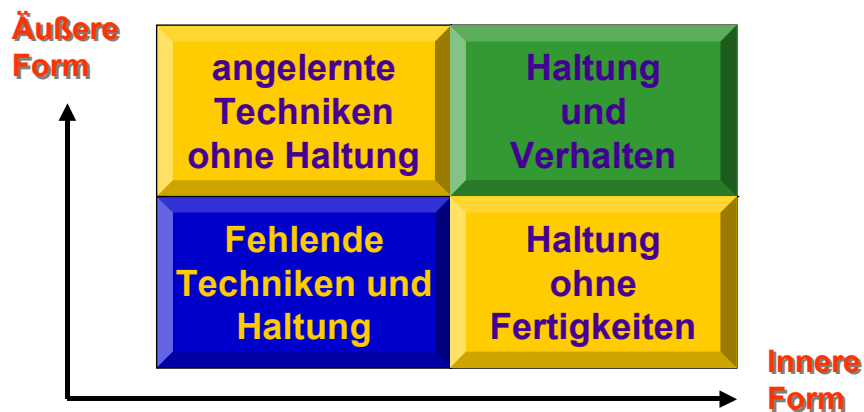 Äußere
Form
angelernte
Techniken
ohne Haltung
Haltung
und
Verhalten
Fehlende
Techniken und
Haltung
Haltung
ohne
Fertigkeiten
Innere
Form